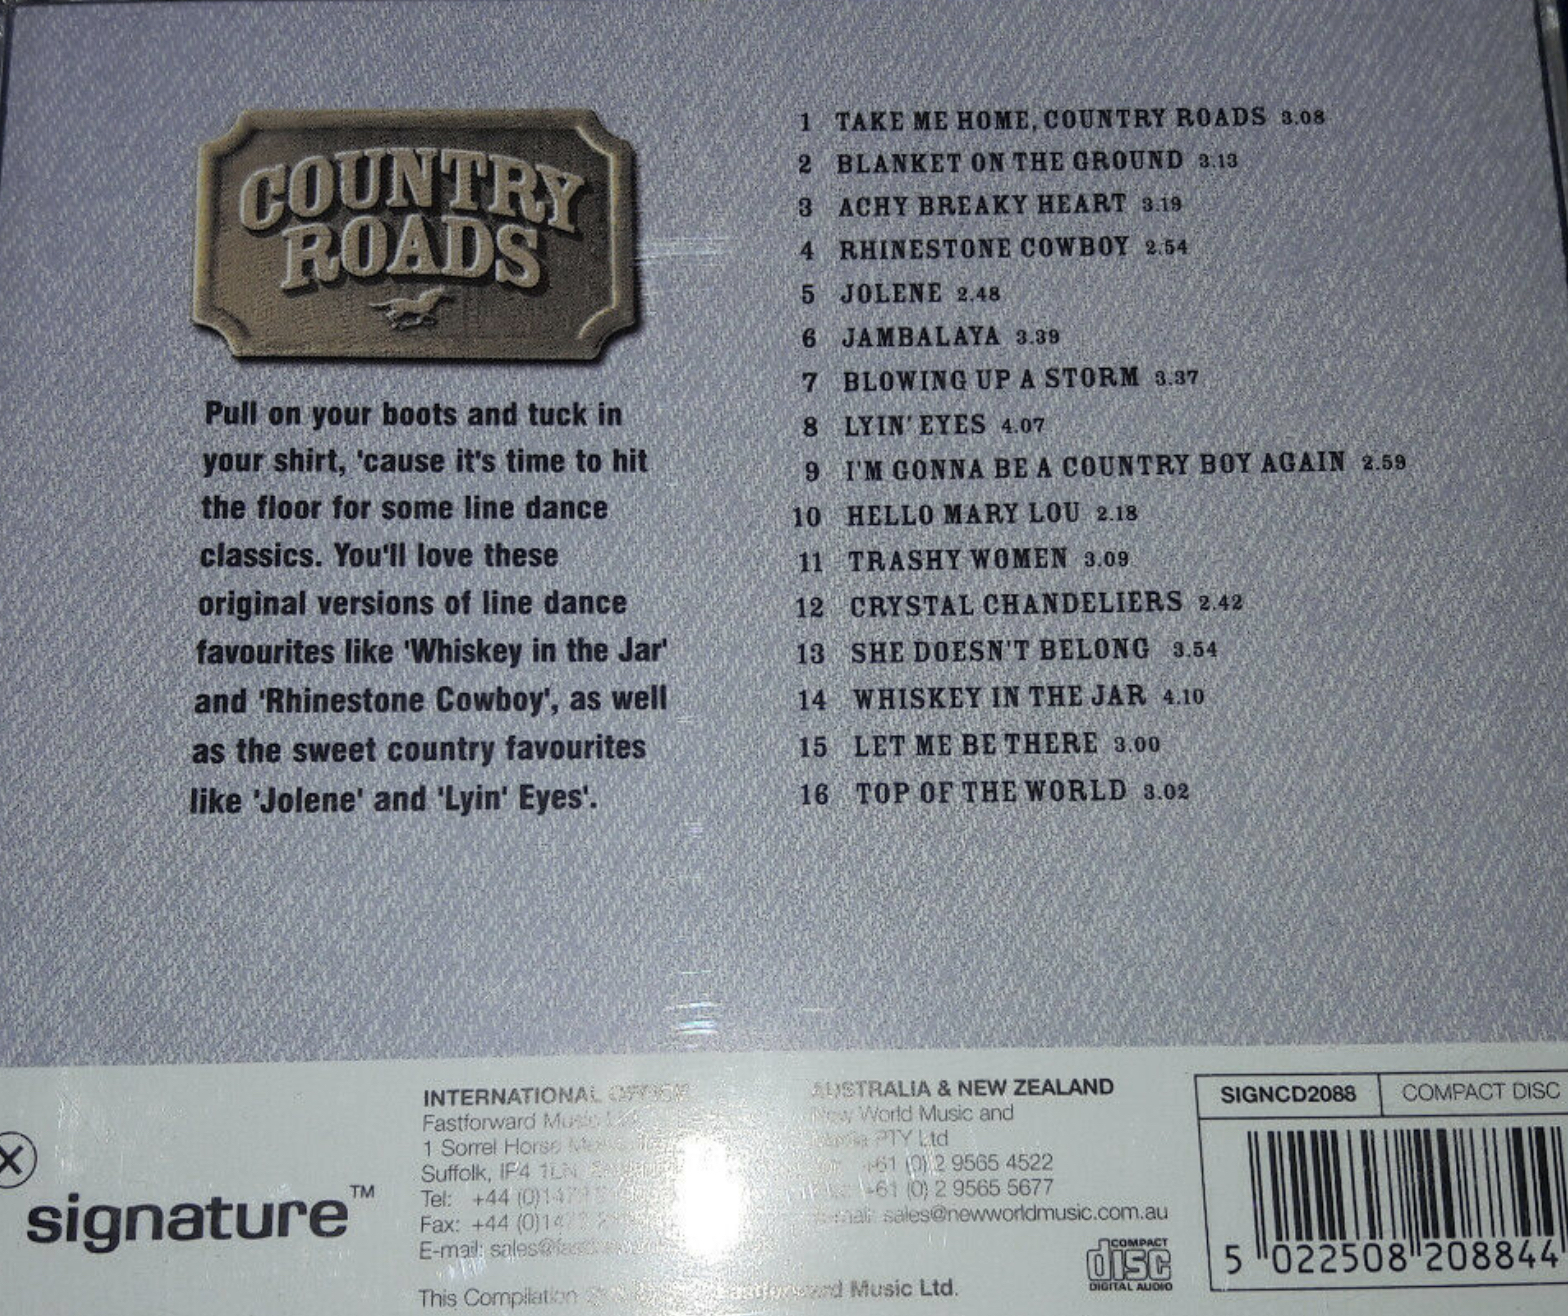 COUNTRY
ROADS
Pull on your boots and tuck in
your shirt, 'cause it's time to hit
the floor for some line dance
classics. You'll love these
original versions of line dance
favourites like 'Whiskey in the Jar'
and 'Rhinestone Cowboy', as well
as the sweet country favourites
like 'Jolene' and 'Lyin' Eyes'.
1 TAKE ME HOME, COUNTRY ROADS 3.08
2 BLANKET ON THE GROUND 3.13
3 ACHY BREAKY HEART 3.19
4 RHINESTONE COWBOY 2.54
5 JOLENE 2.48
6 JAMBALAYA 3.39
7 BLOWING UP A STORM 3.37
8 LYIN' EYES 4.07
9 I'M GONNA BE A COUNTRY BOY AGAIN 2.59
10 HELLO MARY LOU 2.18
11 TRASHY WOMEN 3.09
12 CRYSTAL CHANDELIERS 2.42
13 SHE DOESN'T BELONG 3.54
14 WHISKEY IN THE JAR 4.10
15 LET ME BE THERE 3.00
16 TOP OF THE WORLD 3.02
signature™
INTERNATIONAL OFFICE
Fastforward Music
1 Sorrel Horse
Suffolk, IP4
Tel: +44
Fax: +44
E-mail:
This Compilation Music Ltd.
AUSTRALIA & NEW ZEALAND
New World Music and
PTY Ltd
+61 (0) 2 9565 4522
+61 (0) 2 9565 5677
sales@newworldmusic.com.au
COMPACT
disc
DIGITAL AUDIO
SIGNCD2088 COMPACT DISC
5 022508 208844